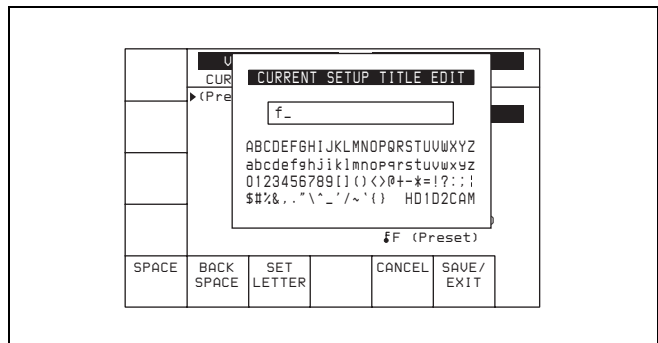 V
CUR
CURRENT SETUP TITLE EDIT
▶(Pre
f_
ABCDEFGHIJKLMNOPQRSTUVWXYZ
abcdefghjiklmnopqrstuvwxyz
0123456789[]()<>@+-*=!?:;¦
$#%&,."\^_'/~`{} HD1D2CAM
F (Preset)
SPACE
BACK SPACE
SET LETTER
CANCEL
SAVE/ EXIT